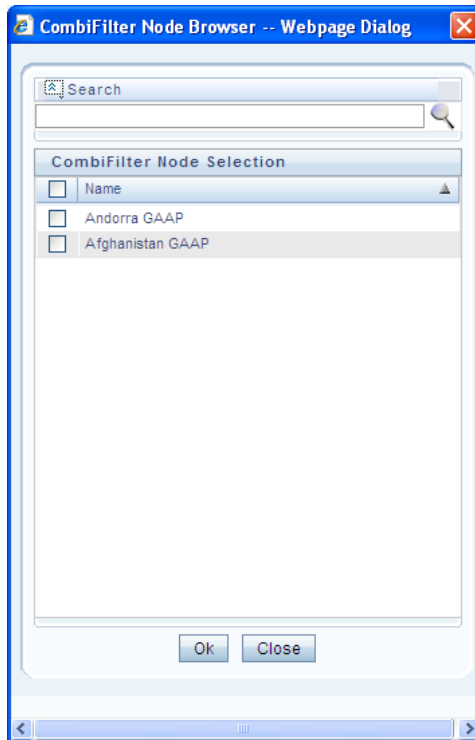 CombiFilter Node Browser -- Webpage Dialog
Search
CombiFilter Node Selection
Name
Andorra GAAP
Afghanistan GAAP
Ok Close